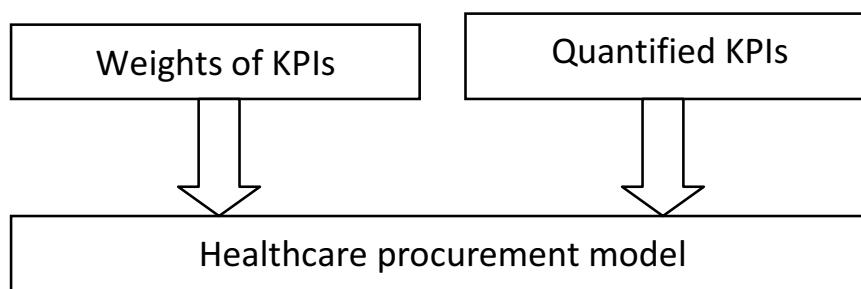 Weights of KPIs
Quantified KPIs
Healthcare procurement model